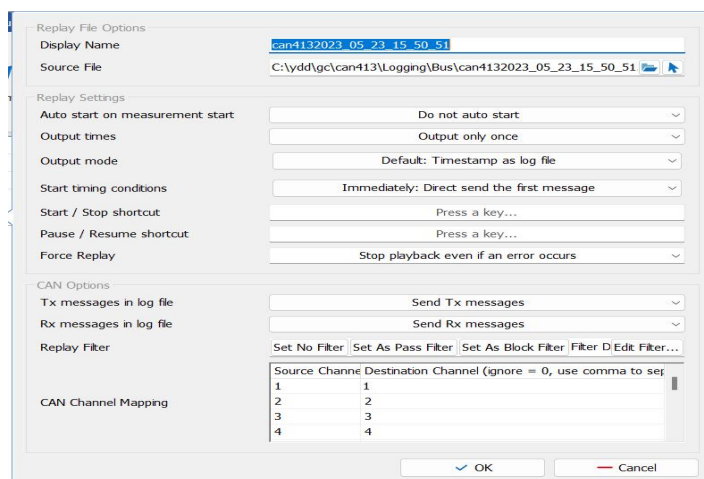 Replay File Options
Display Name can4132023_05_23_15_50_51
Source File C:\ydd\gc\can413\Logging\Bus\can4132023_05_23_15_50_51
Replay Settings
Auto start on measurement start Do not auto start
Output times Output only once
Output mode Default: Timestamp as log file
Start timing conditions Immediately: Direct send the first message
Start / Stop shortcut Press a key...
Pause / Resume shortcut Press a key...
Force Replay Stop playback even if an error occurs
CAN Options
Tx messages in log file Send Tx messages
Rx messages in log file Send Rx messages
Replay Filter Set No Filter Set As Pass Filter Set As Block Filter Filter D Edit Filter...
Source Channe Destination Channel (ignore = 0, use comma to sep
1 1
2 2
CAN Channel Mapping
3 3
4 4
OK Cancel